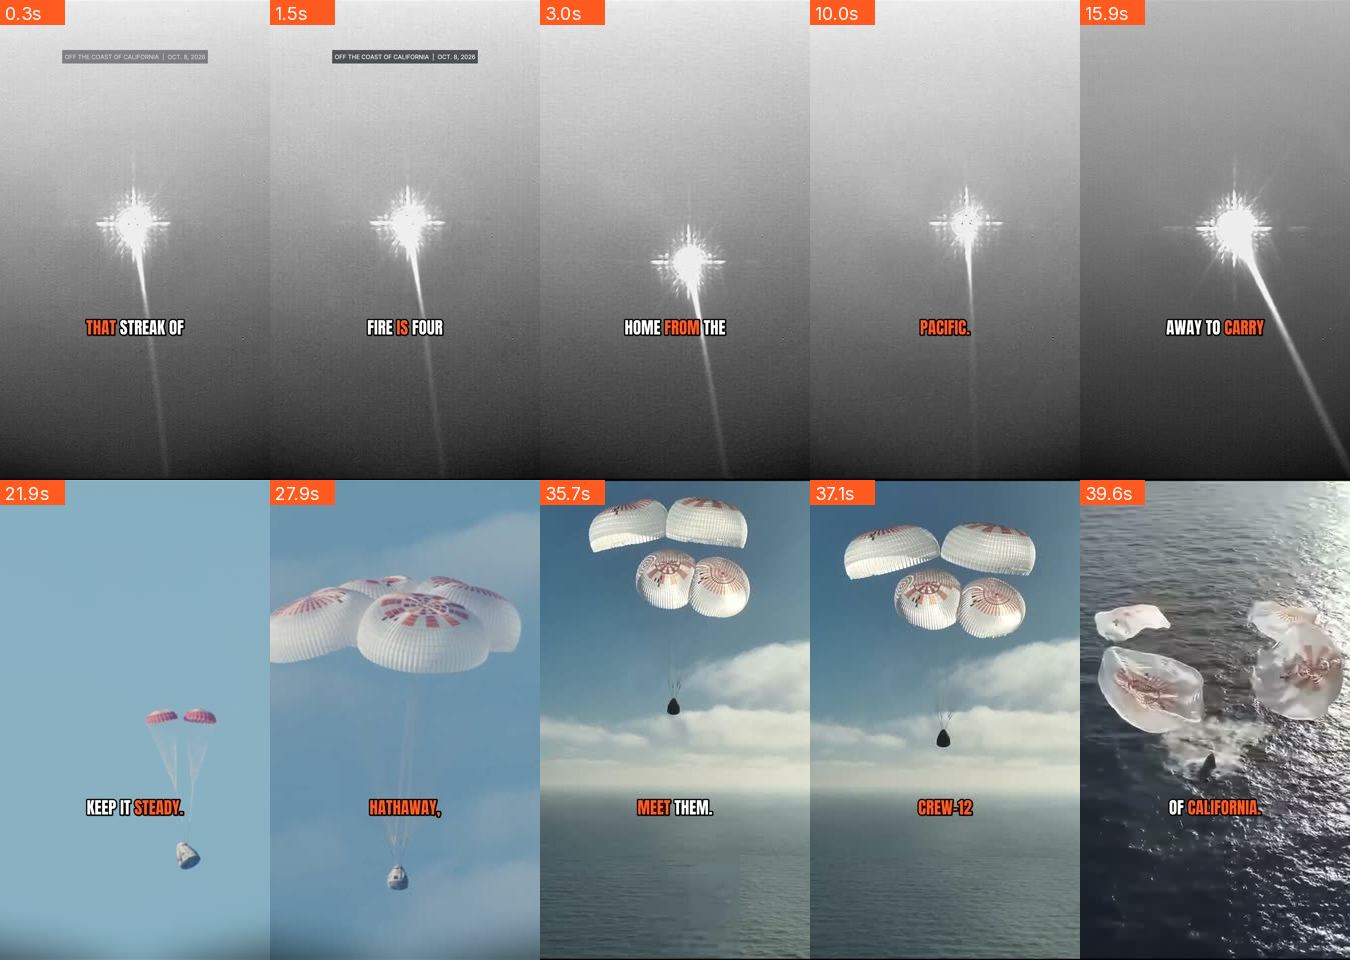 0.3s
OFF THE COAST OF CALIFORNIA | OCT. 8, 2026
THAT STREAK OF
1.5s
OFF THE COAST OF CALIFORNIA | OCT. 8, 2026
FIRE IS FOUR
3.0s
HOME FROM THE
10.0s
PACIFIC.
15.9s
AWAY TO CARRY
21.9s
KEEP IT STEADY.
27.9s
HATHAWAY,
35.7s
MEET THEM.
37.1s
CREW-12
39.6s
OF CALIFORNIA.